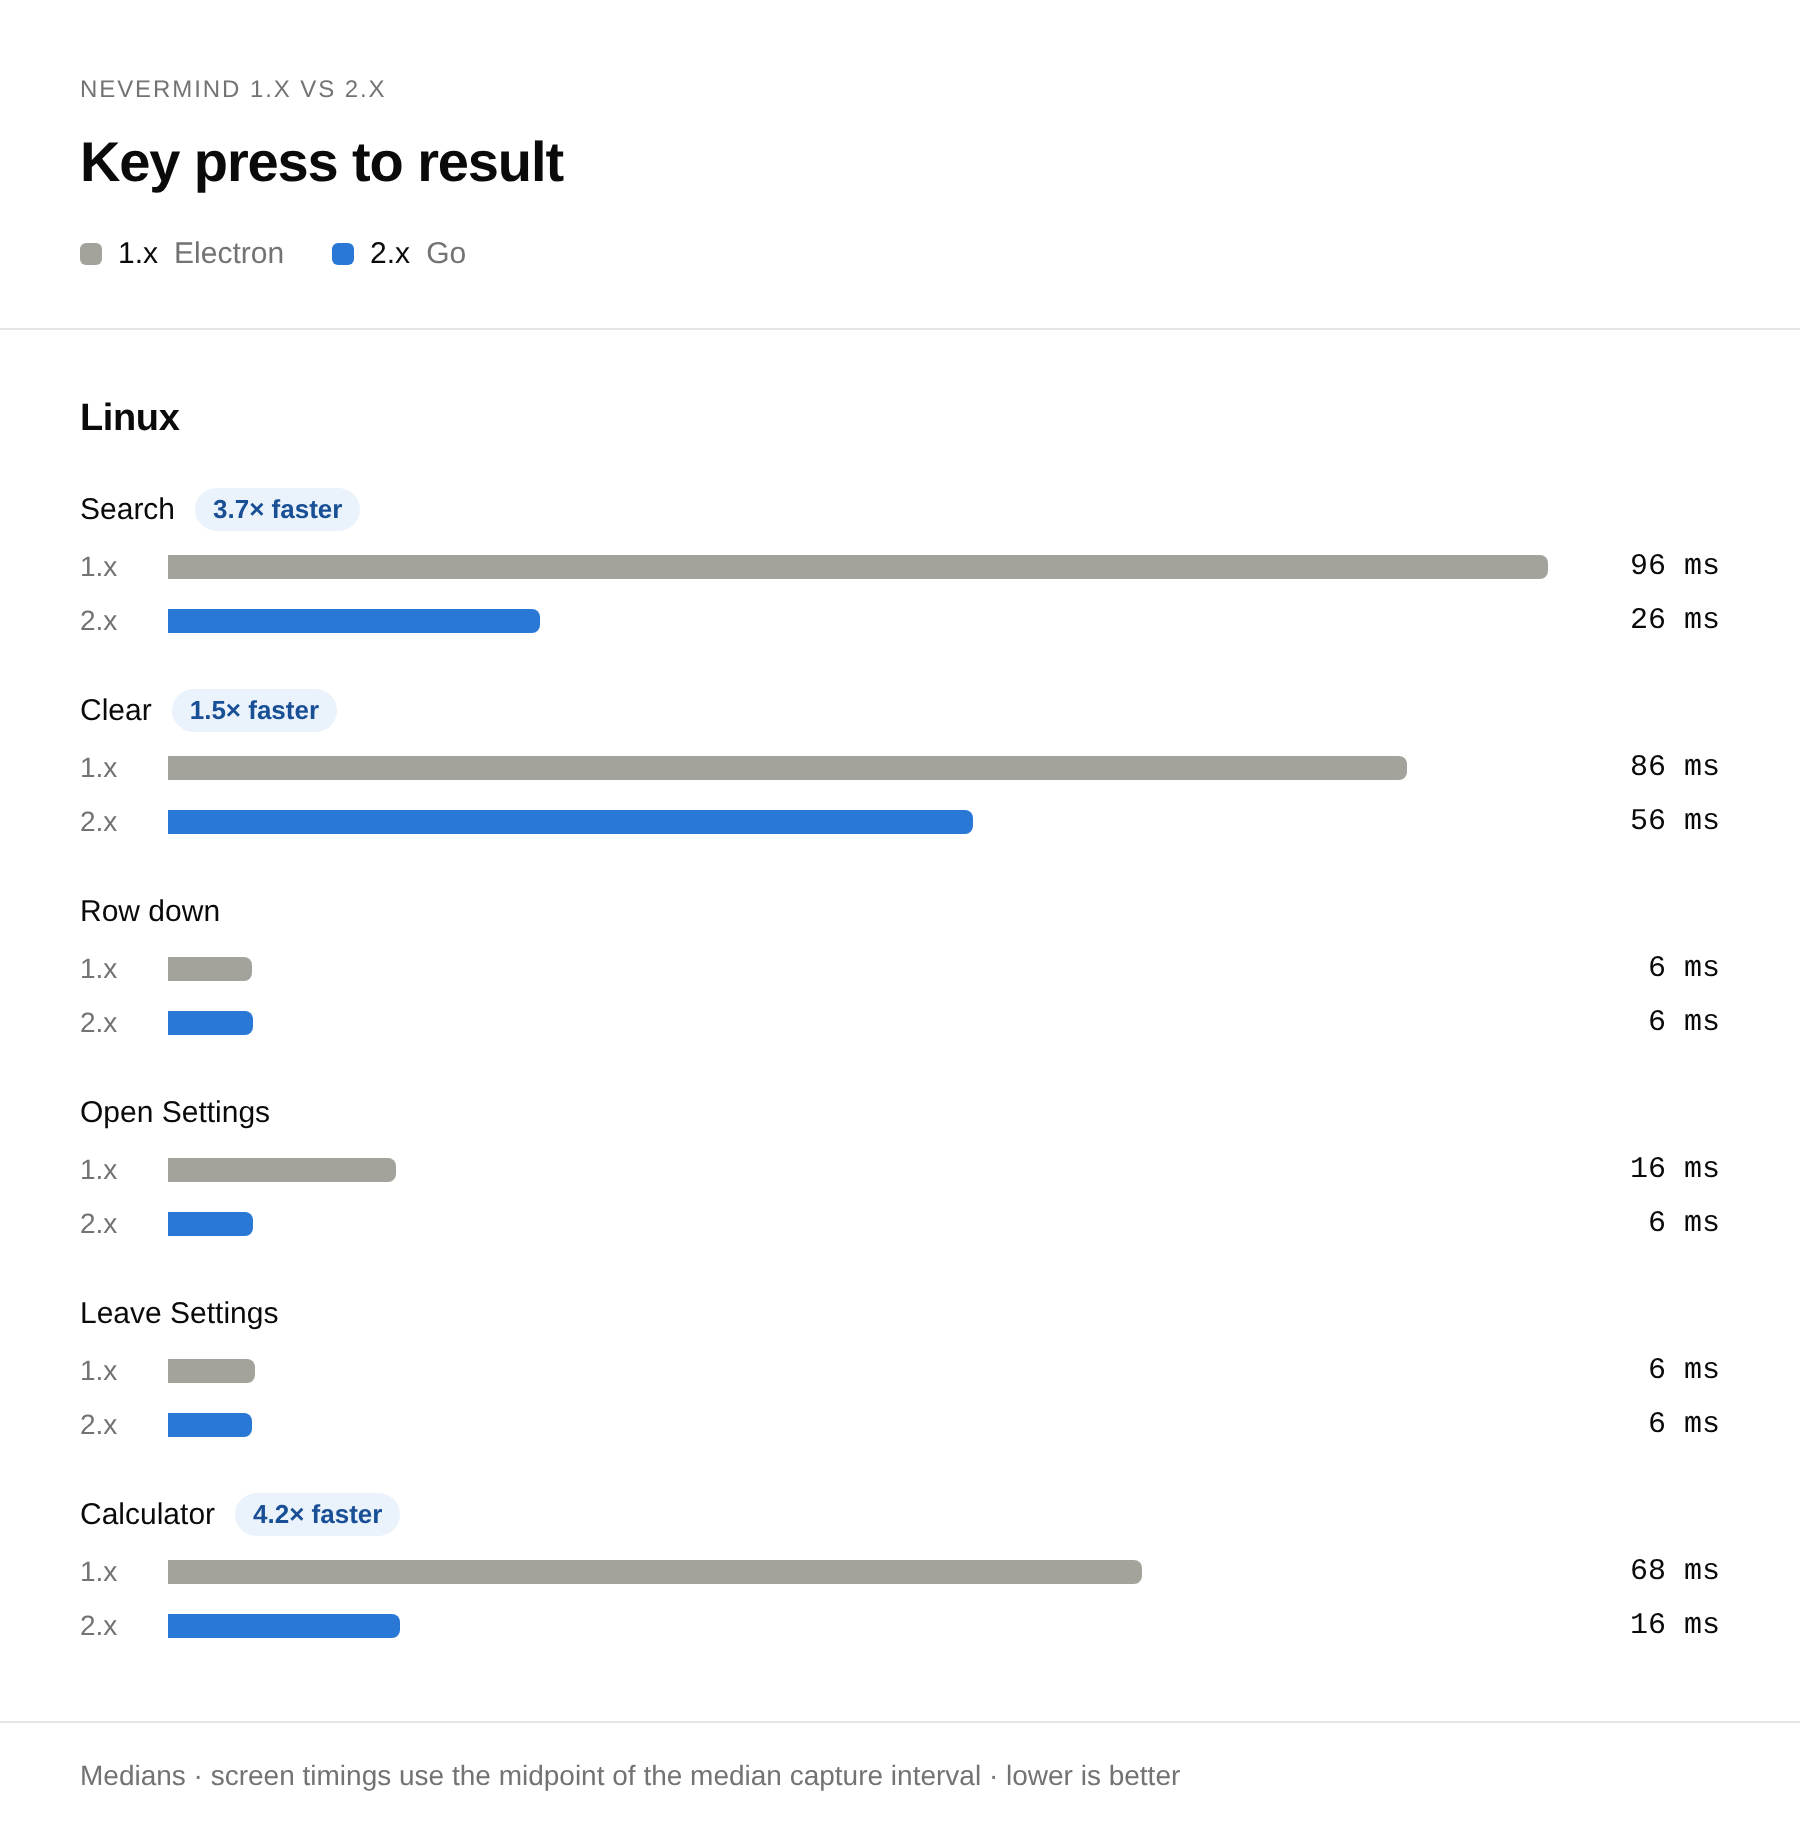 NEVERMIND 1.X VS 2.X
Key press to result
1.x Electron 2.x Go
Linux
Search 3.7× faster
1.x 96 ms
2.x 26 ms
Clear 1.5× faster
1.x 86 ms
2.x 56 ms
Row down
1.x 6 ms
2.x 6 ms
Open Settings
1.x 16 ms
2.x 6 ms
Leave Settings
1.x 6 ms
2.x 6 ms
Calculator 4.2× faster
1.x 68 ms
2.x 16 ms
Medians · screen timings use the midpoint of the median capture interval · lower is better